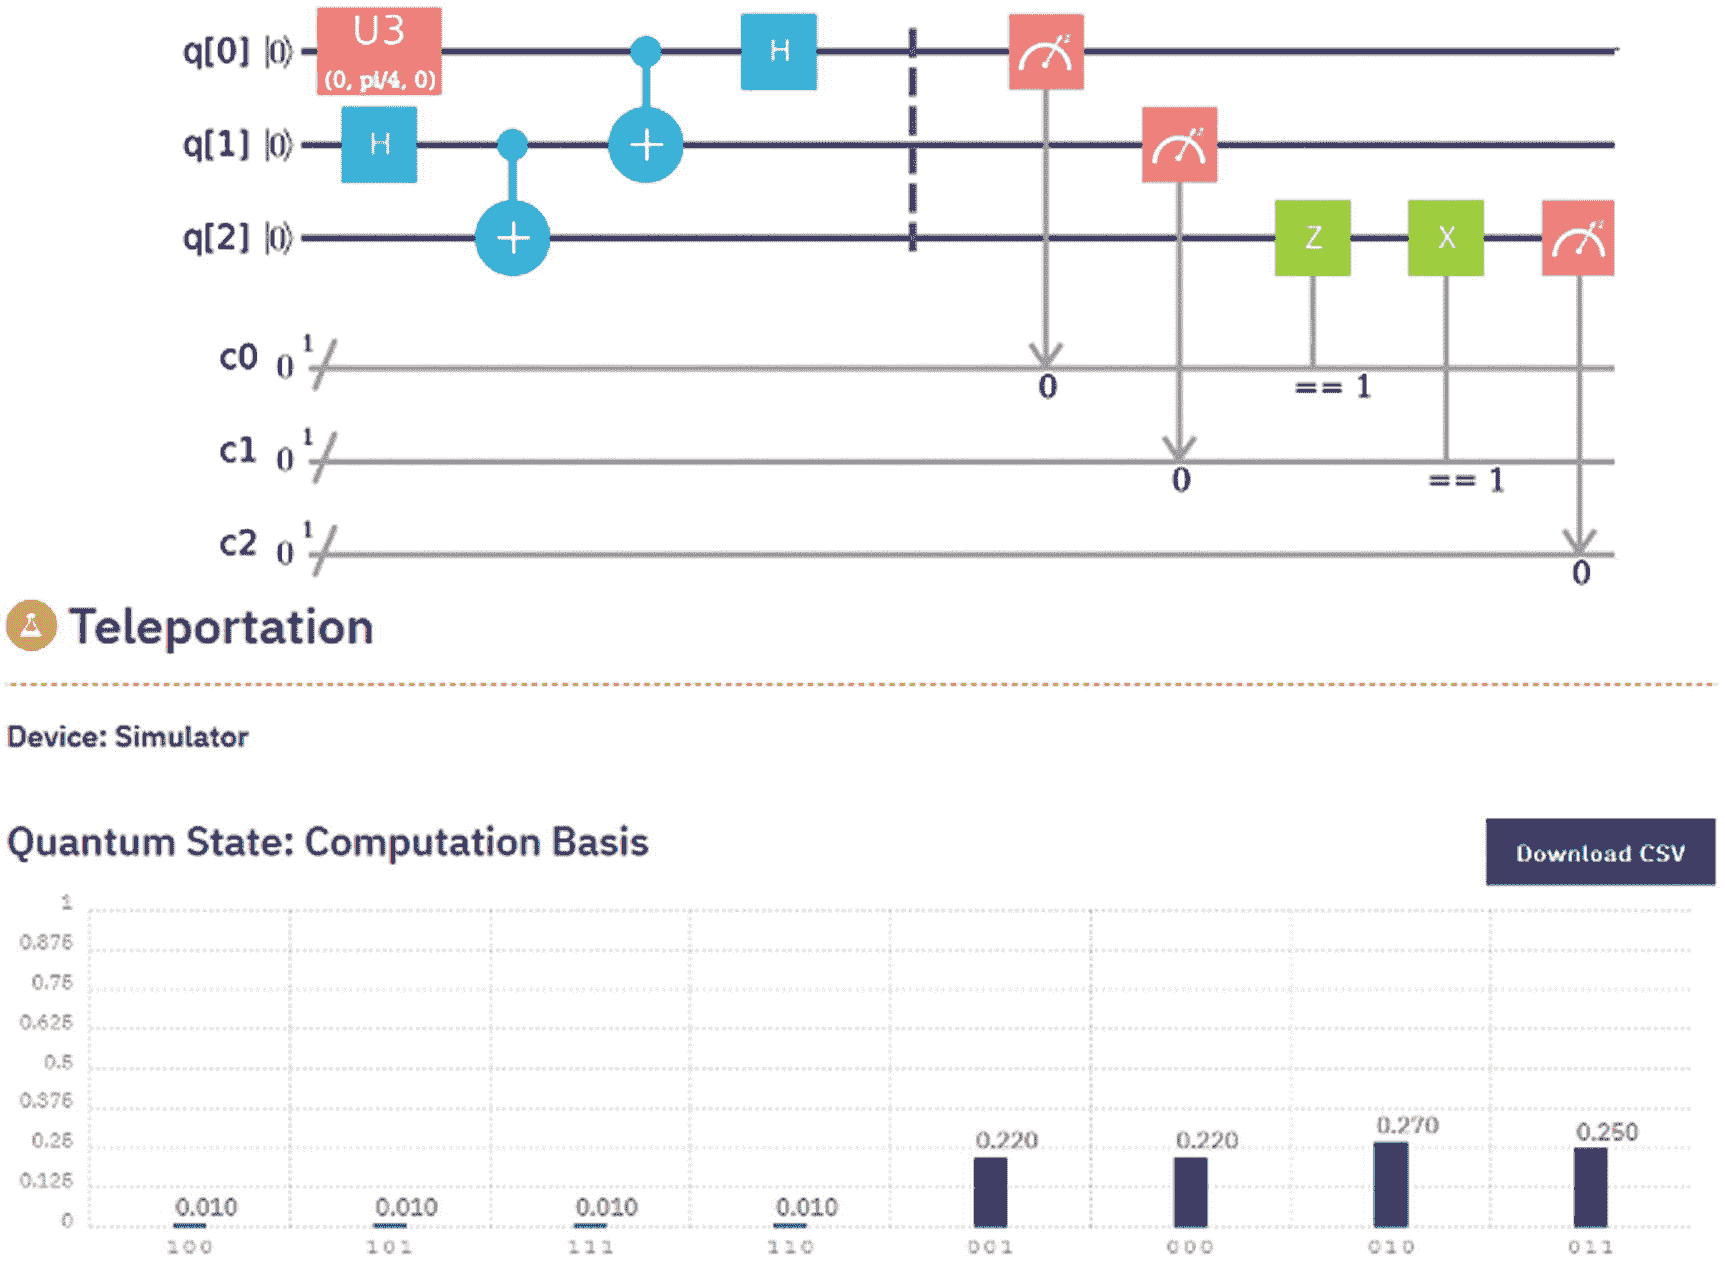 U3
q[0] |0⟩
H
(0, pi/4, 0)
z
q[1] |0⟩
H
z
q[2] |0⟩
Z
X
z
c0 0 1
0
== 1
c1 0 1
0
== 1
c2 0 1
0
Teleportation
Device: Simulator
Quantum State: Computation Basis
Download CSV
1
0.875
0.75
0.625
0.5
0.375
0.25
0.125
0
0.010
0.010
0.010
0.010
0.220
0.220
0.270
0.250
100
101
111
110
001
000
010
011